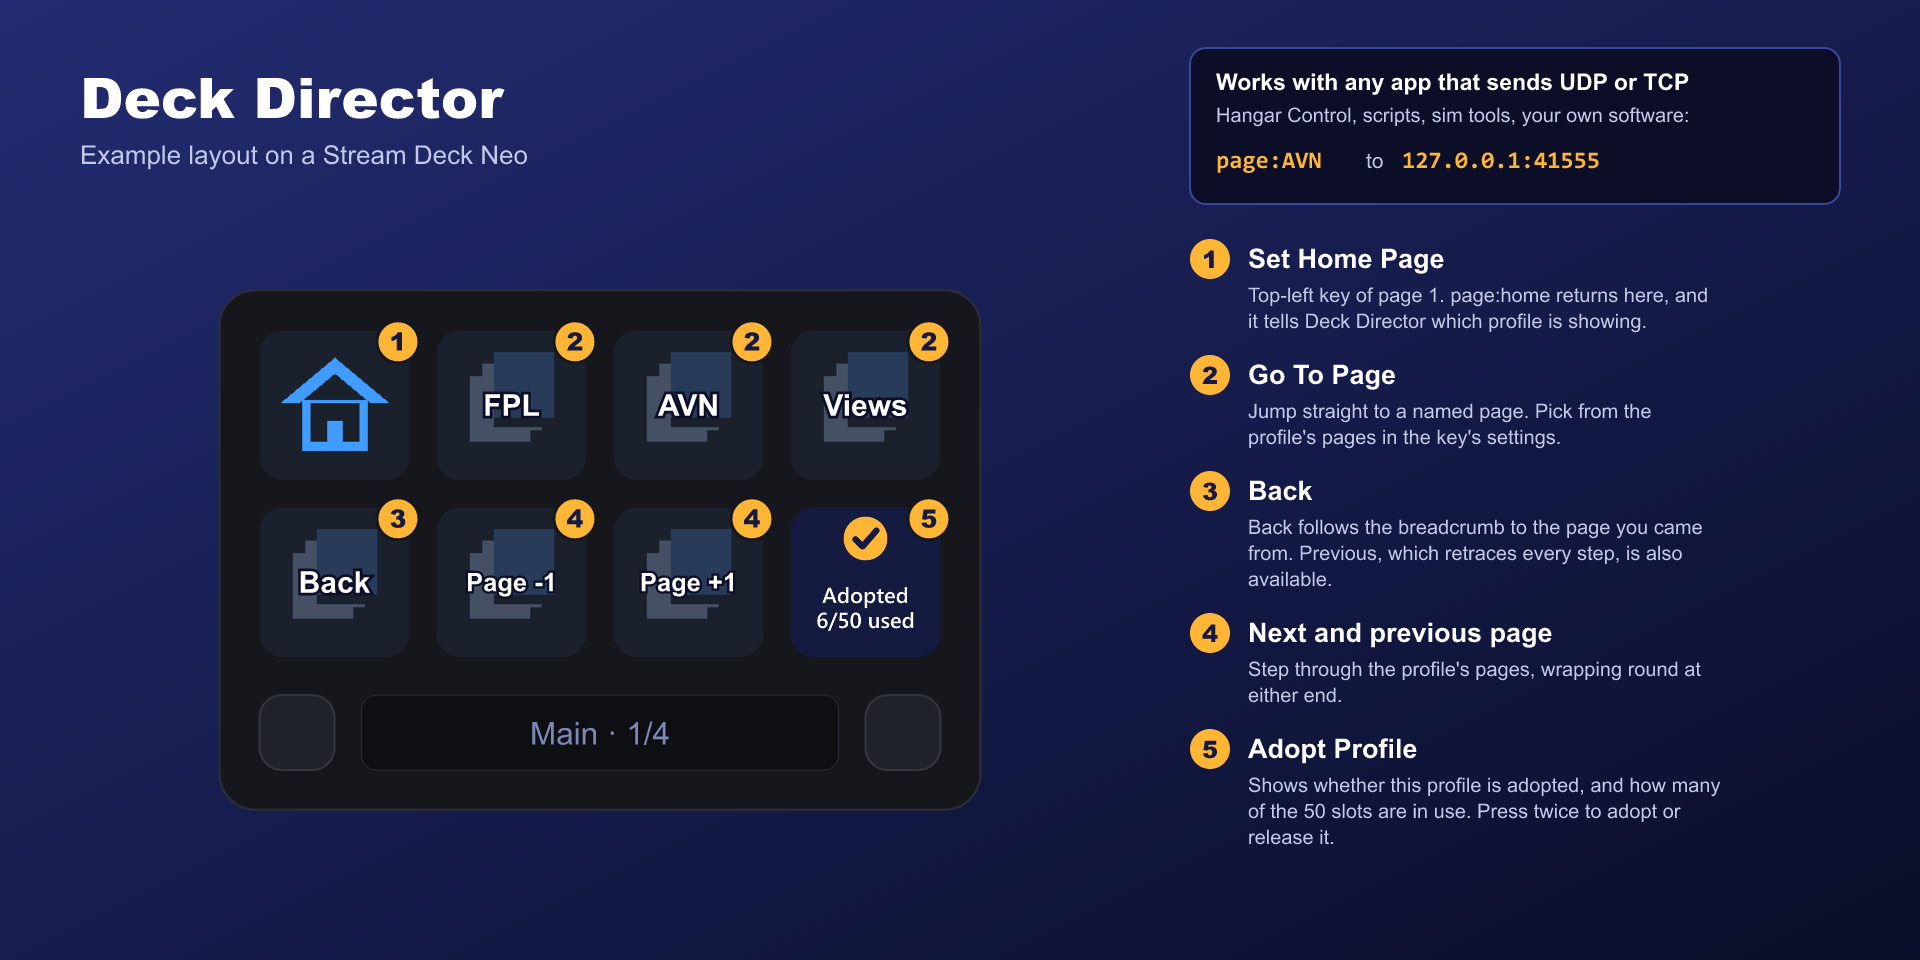 Deck Director
Example layout on a Stream Deck Neo
1
2
FPL
2
AVN
2
Views
3
Back
4
Page -1
4
Page +1
5
Adopted
6/50 used
Main · 1/4
Works with any app that sends UDP or TCP
Hangar Control, scripts, sim tools, your own software:
page:AVN to 127.0.0.1:41555
1 Set Home Page
Top-left key of page 1. page:home returns here, and
it tells Deck Director which profile is showing.
2 Go To Page
Jump straight to a named page. Pick from the
profile's pages in the key's settings.
3 Back
Back follows the breadcrumb to the page you came
from. Previous, which retraces every step, is also
available.
4 Next and previous page
Step through the profile's pages, wrapping round at
either end.
5 Adopt Profile
Shows whether this profile is adopted, and how many
of the 50 slots are in use. Press twice to adopt or
release it.